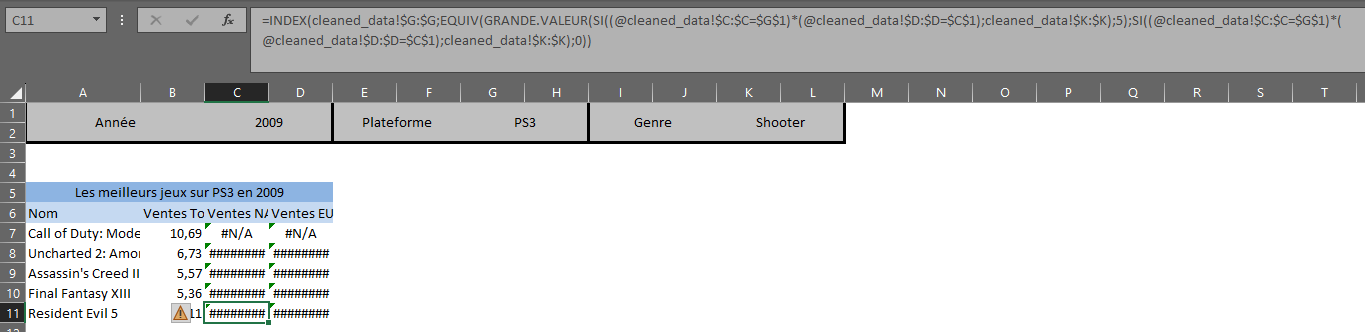 C11
=INDEX(cleaned_data!$G:$G;EQUIV(GRANDE.VALEUR(SI((@cleaned_data!$C:$C=$G$1)*(@cleaned_data!$D:$D=$C$1);cleaned_data!$K:$K);5);SI((@cleaned_data!$C:$C=$G$1)*(
@cleaned_data!$D:$D=$C$1);cleaned_data!$K:$K);0))
A B C D E F G H I J K L M N O P Q R S T
1
Année 2009 Plateforme PS3 Genre Shooter
2
3
4
5 Les meilleurs jeux sur PS3 en 2009
6 Nom Ventes To Ventes NA Ventes EU
7 Call of Duty: Mode 10,69 #N/A #N/A
8 Uncharted 2: Amo 6,73 ######## ########
9 Assassin's Creed II 5,57 ######## ########
10 Final Fantasy XIII 5,36 ######## ########
11 Resident Evil 5 11 ######## ########